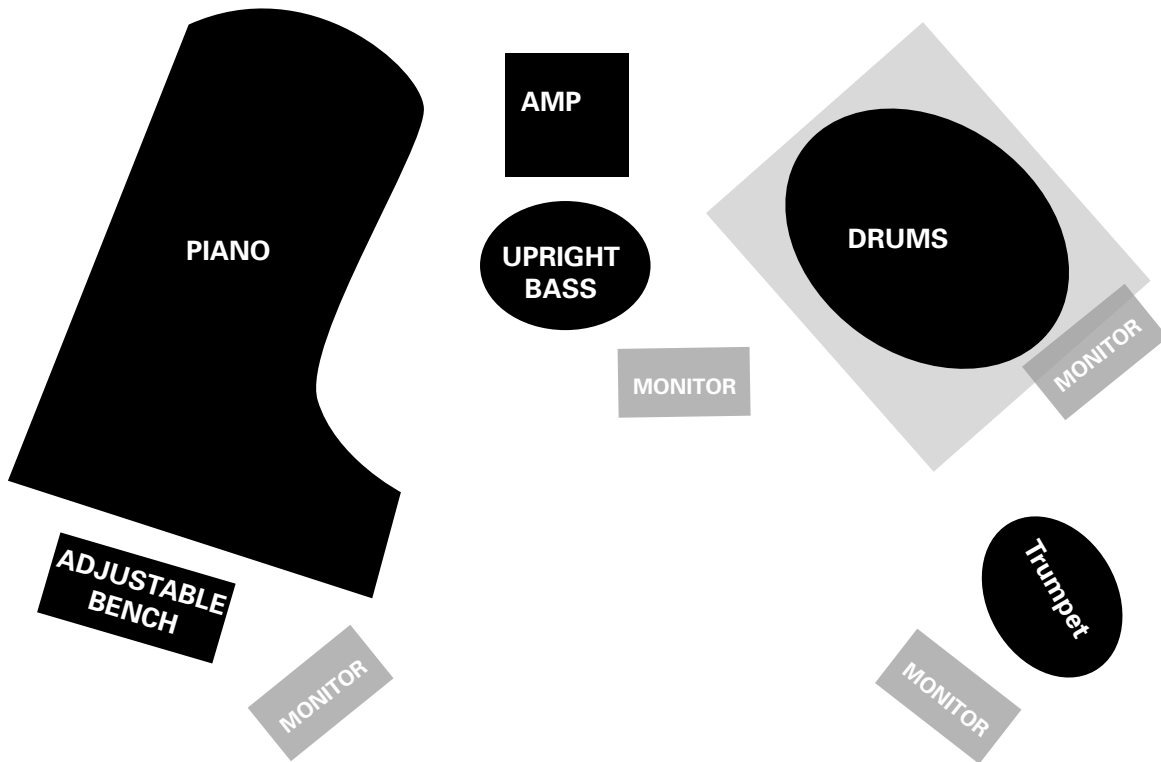 AMP
PIANO
UPRIGHT
BASS
DRUMS
MONITOR
MONITOR
ADJUSTABLE
BENCH
Trumpet
MONITOR
MONITOR